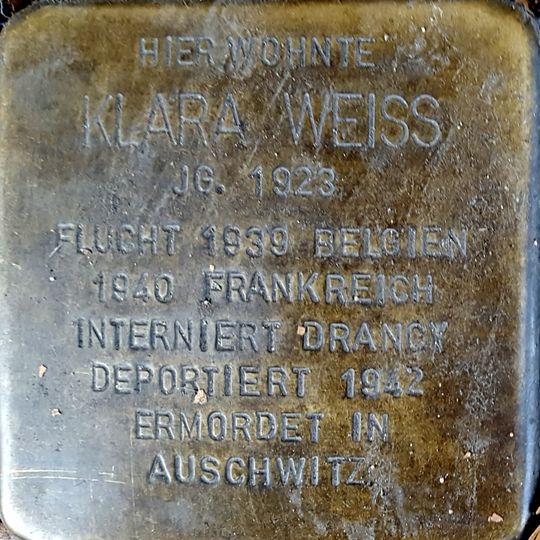 HIER WOHNTE
KLARA WEISS
JG. 1923
FLUCHT 1939 BELGIEN
1940 FRANKREICH
INTERNIERT DRANCY
DEPORTIERT 1942
ERMORDET IN
AUSCHWITZ